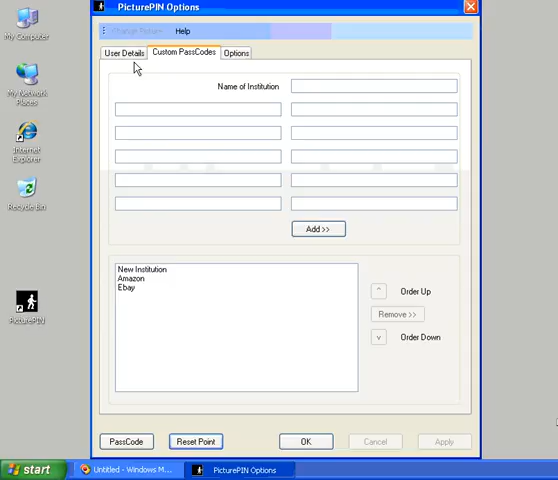 PicturePIN Options
My Computer
Change Picture Help
User Details Custom PassCodes Options
Name of Institution
My Network
Places
Internet
Explorer
Recycle Bin
Add >>
New Institution
Amazon
Ebay
^ Order Up
Remove >>
v Order Down
PicturePIN
PassCode Reset Point OK Cancel Apply
start Untitled - Windows M... PicturePIN Options